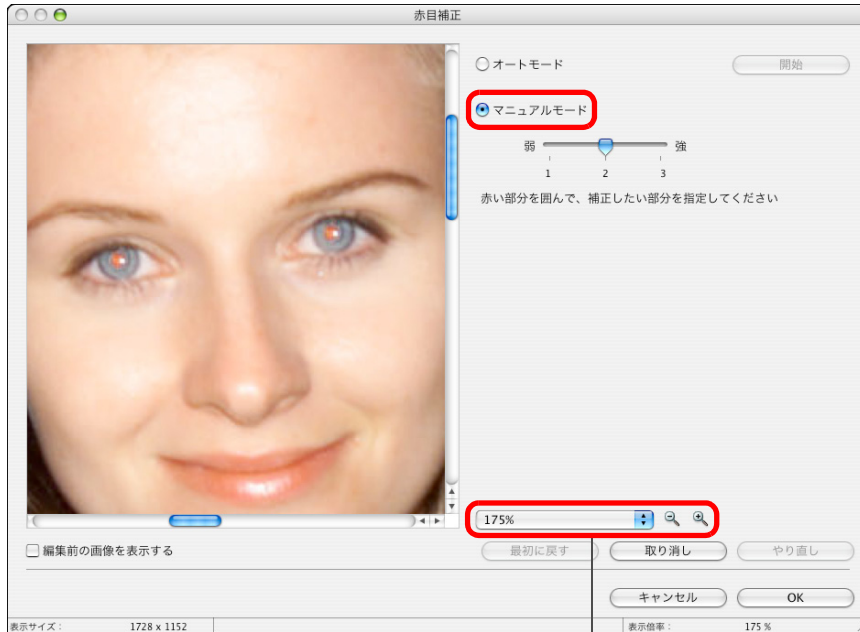 赤目補正
オートモード
開始
マニュアルモード
弱
強
1 2 3
赤い部分を囲んで、補正したい部分を指定してください
175%
編集前の画像を表示する
最初に戻す
取り消し
やり直し
キャンセル
OK
表示サイズ： 1728 x 1152
表示倍率： 175 %